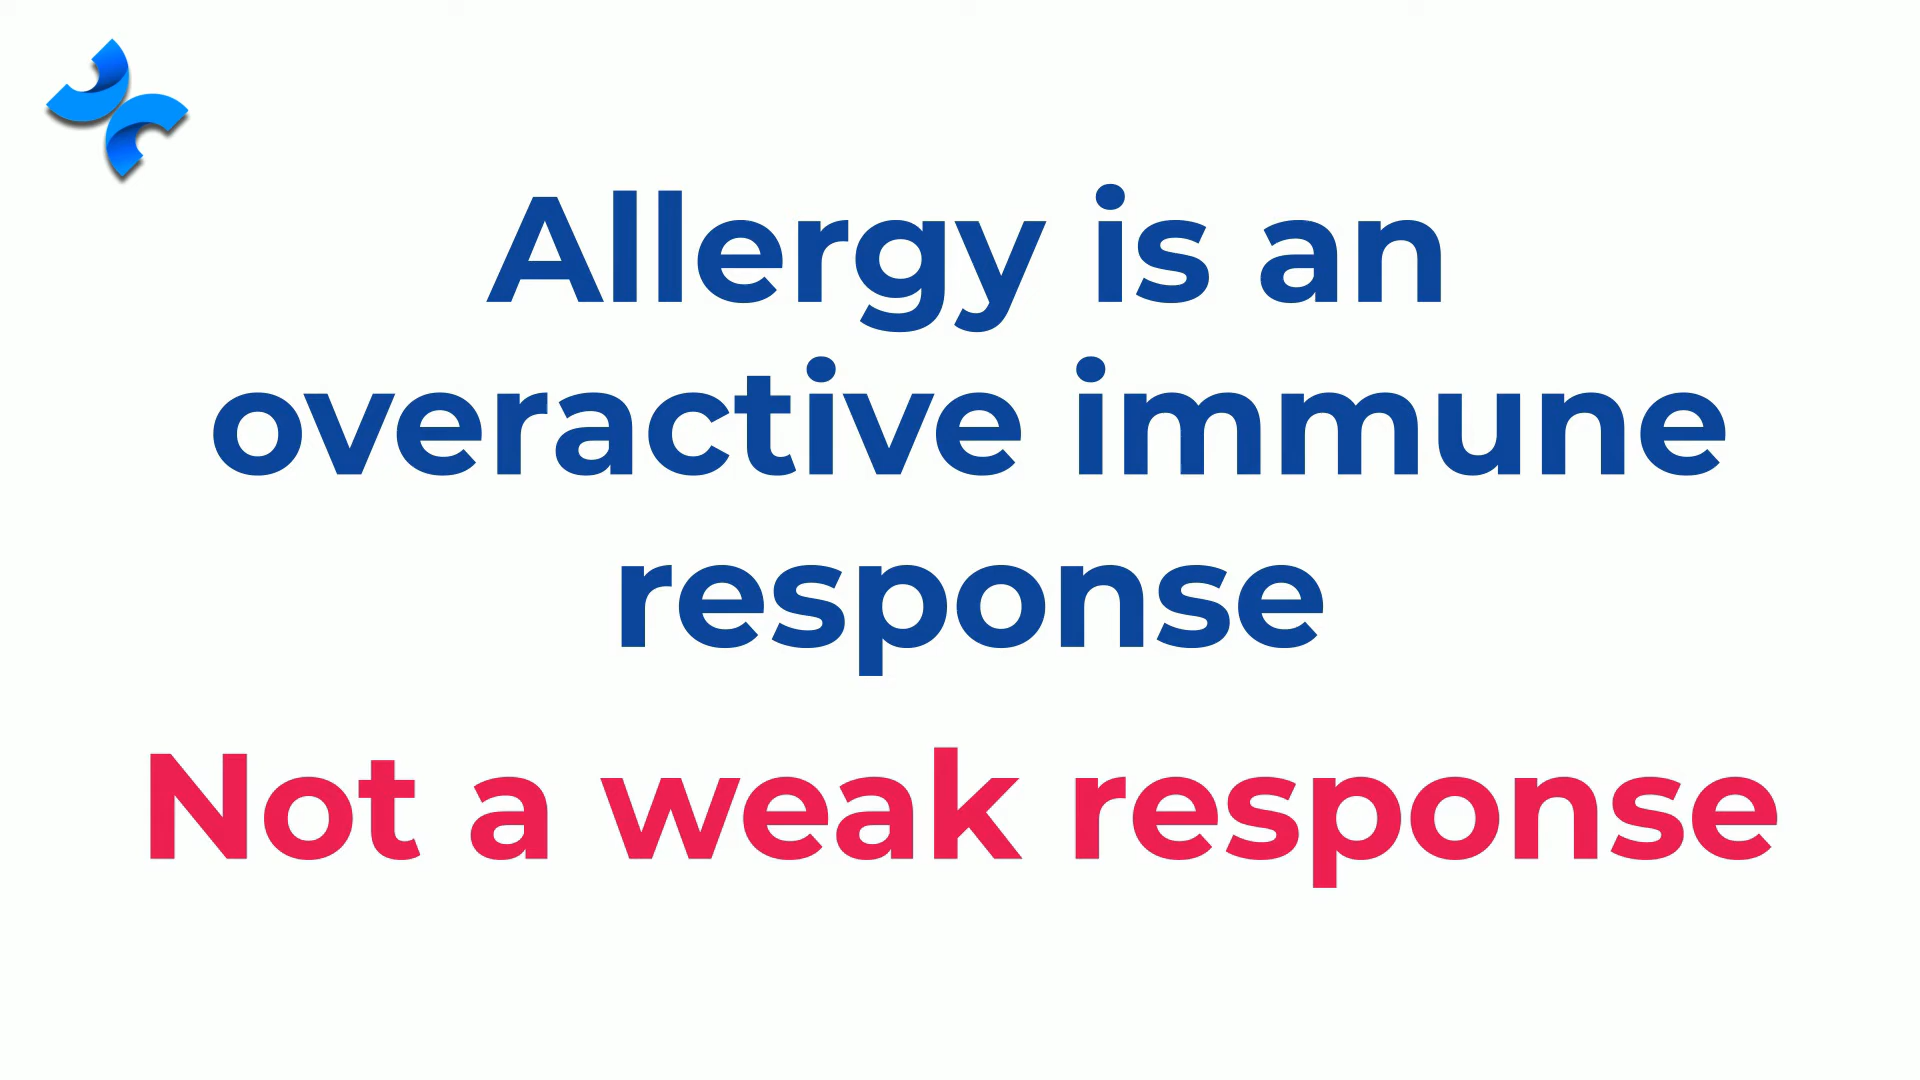 Allergy is an
overactive immune
response
Not a weak response